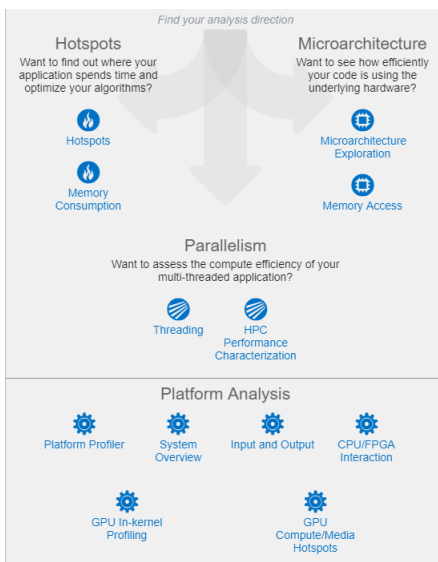 Find your analysis direction
Hotspots
Want to find out where your
application spends time and
optimize your algorithms?
Hotspots
Memory
Consumption
Microarchitecture
Want to see how efficiently
your code is using the
underlying hardware?
Microarchitecture
Exploration
Memory Access
Parallelism
Want to assess the compute efficiency of your
multi-threaded application?
Threading
HPC
Performance
Characterization
Platform Analysis
Platform Profiler
System
Overview
Input and Output
CPU/FPGA
Interaction
GPU In-kernel
Profiling
GPU
Compute/Media
Hotspots